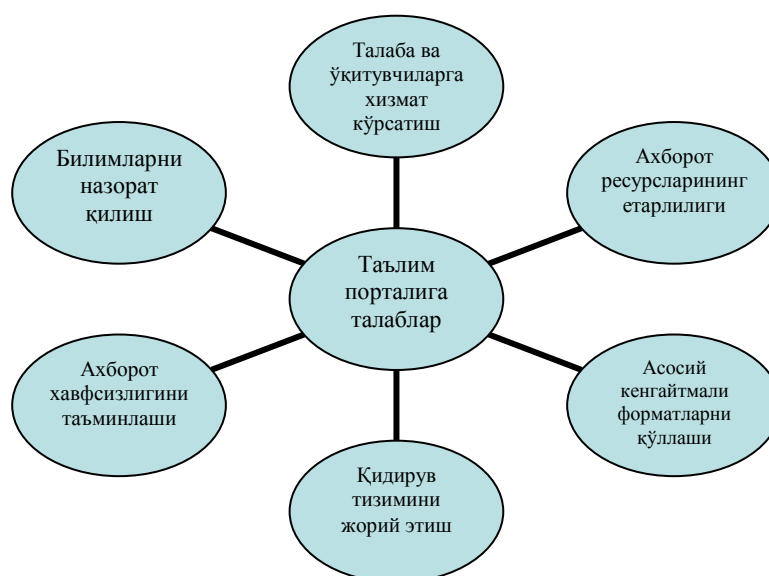 Талаба ва
ўқитувчиларга
хизмат
кўрсатиш
Билимларни
назорат
қилиш
Ахборот
ресурсларининг
етарлилиги
Таълим
порталига
талаблар
Ахборот
хавфсизлигини
таъминлаши
Асосий
кенгайтмали
форматларни
қўллаши
Қидирув
тизимини
жорий этиш